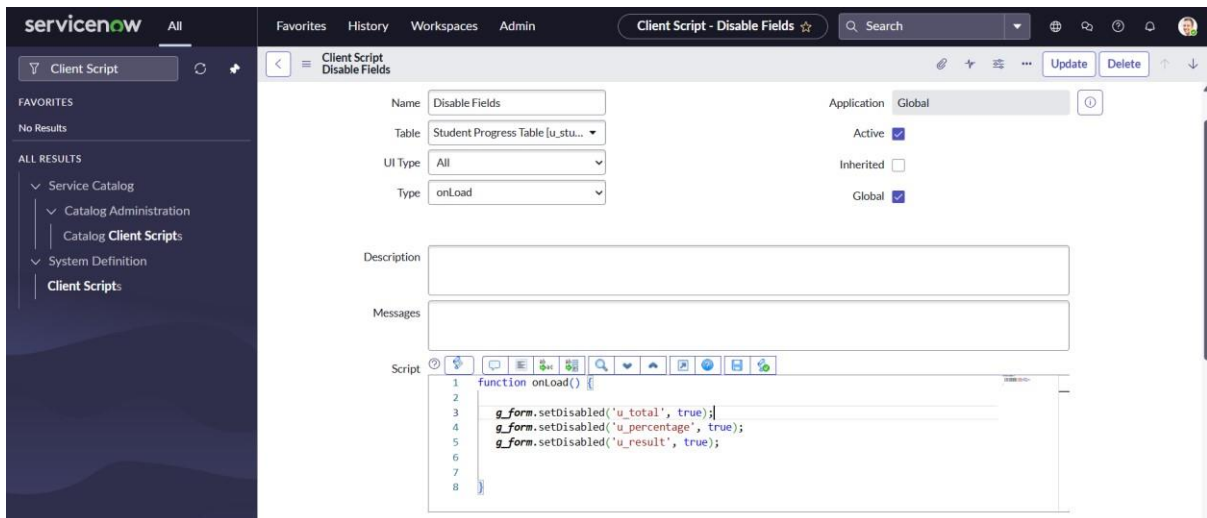 servicenow All Favorites History Workspaces Admin Client Script - Disable Fields Search
Client Script
FAVORITES
No Results
ALL RESULTS
Service Catalog
Catalog Administration
Catalog Client Scripts
System Definition
Client Scripts
Client Script
Disable Fields
Update Delete
Name Disable Fields
Application Global
Table Student Progress Table [u_stu...
Active
UI Type All
Inherited
Type onLoad
Global
Description
Messages
Script
1 function onLoad() {
2
3 g_form.setDisabled('u_total', true);
4 g_form.setDisabled('u_percentage', true);
5 g_form.setDisabled('u_result', true);
6
7
8 }